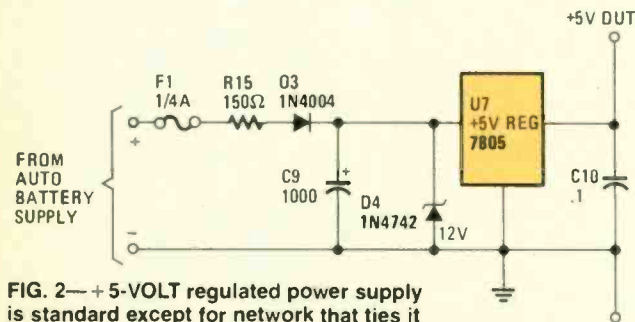 +5V OUT
F1
1/4A
R15
150Ω
D3
1N4004
U7
+5V REG
7805
FROM
AUTO
BATTERY
SUPPLY
+
−
C9
1000
+
D4
1N4742
12V
C10
.1
FIG. 2—+5-VOLT regulated power supply
is standard except for network that ties it